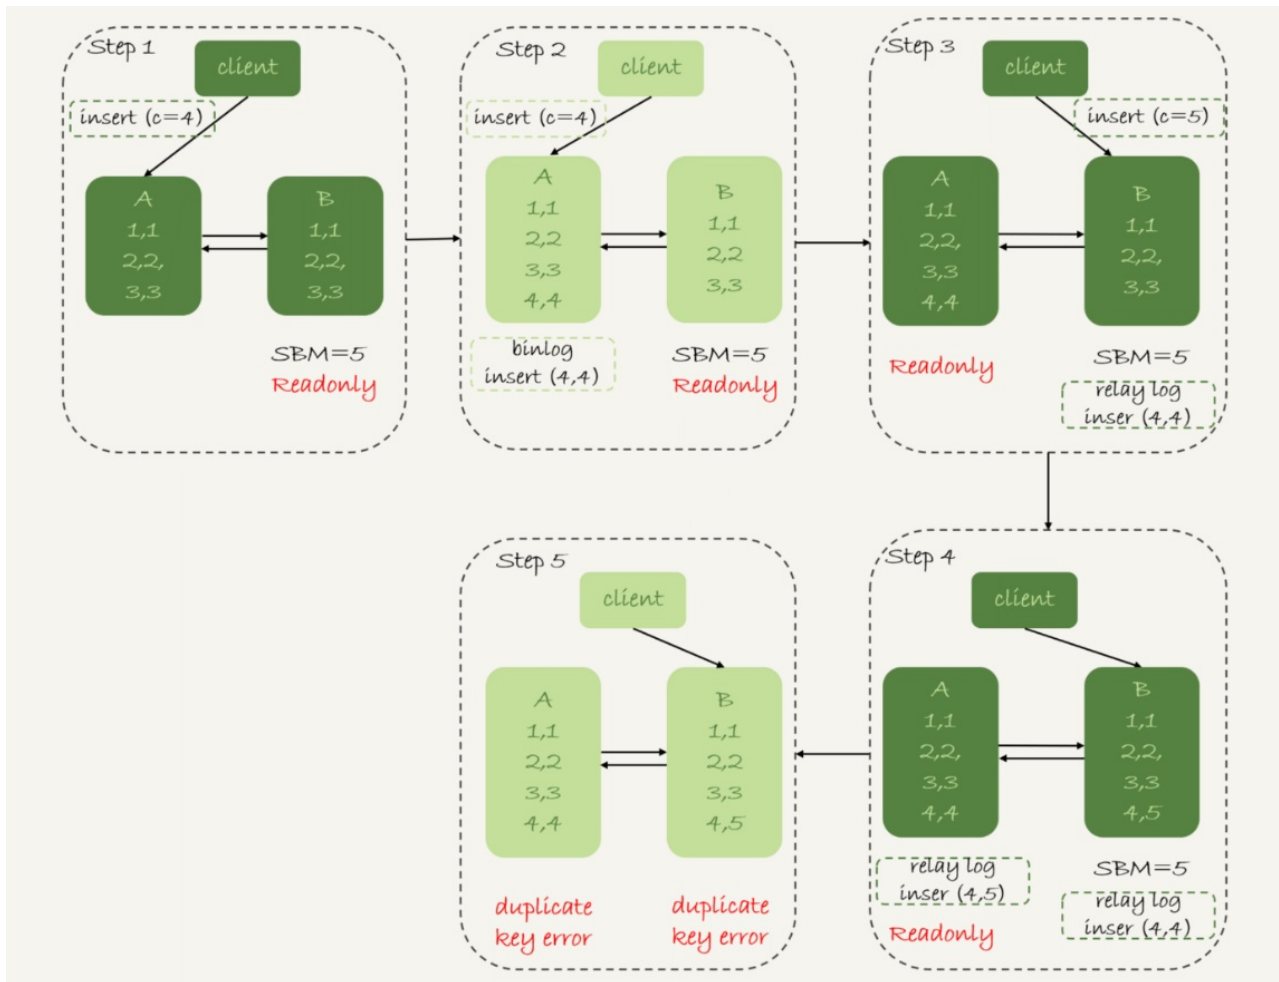 Step 1
client
insert (c=4)
A
1,1
2,2,
3,3
B
1,1
2,2,
3,3
SBM=5
Readonly
Step 2
client
insert (c=4)
A
1,1
2,2
3,3
4,4
B
1,1
2,2
3,3
binlog
insert (4,4)
SBM=5
Readonly
Step 3
client
insert (c=5)
A
1,1
2,2,
3,3
4,4
B
1,1
2,2,
3,3
Readonly
SBM=5
relay log
inser (4,4)
Step 4
client
A
1,1
2,2,
3,3
4,4
B
1,1
2,2,
3,3
4,5
relay log
inser (4,5)
Readonly
SBM=5
relay log
inser (4,4)
Step 5
client
A
1,1
2,2
3,3
4,4
B
1,1
2,2
3,3
4,5
duplicate
key error
duplicate
key error